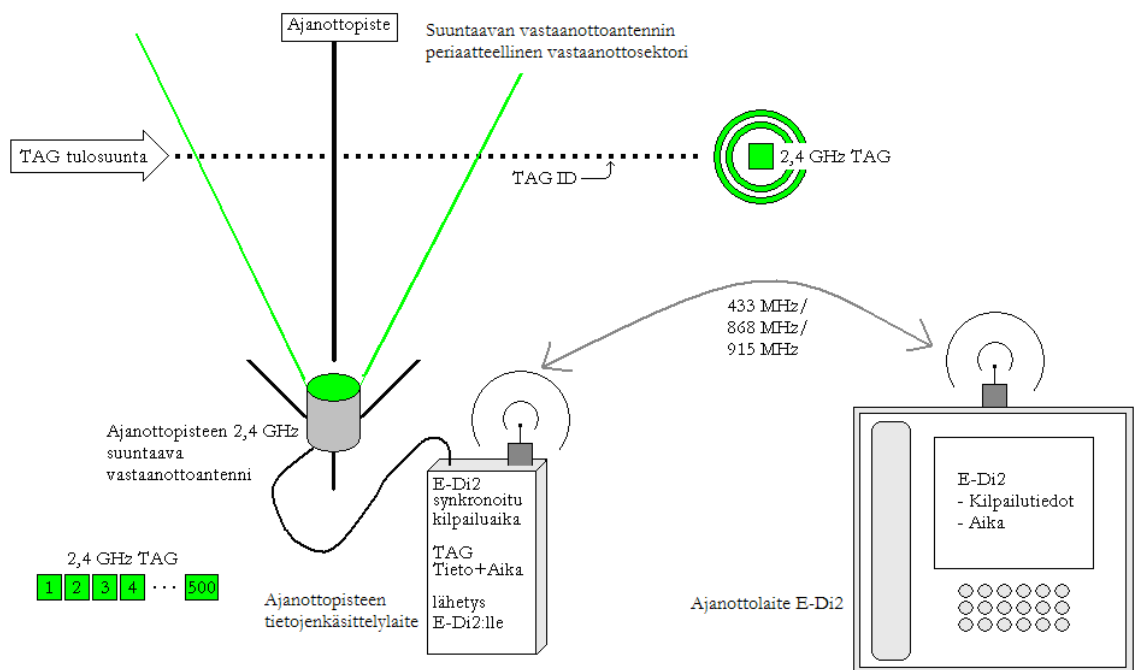 Ajanottopiste
Suuntaavan vastaanottoantennin
periaatteellinen vastaanottosektori
TAG tulosuunta
TAG ID
2,4 GHz TAG
433 MHz/
868 MHz/
915 MHz
Ajanottopisteen 2,4 GHz
suuntaava
vastaanottoantenni
E-Di2
synkronoitu
kilpailuaika
TAG
Tieto+Aika
lähetys
E-Di2:lle
E-Di2
- Kilpailutiedot
- Aika
2,4 GHz TAG
1 2 3 4 ... 500
Ajanottopisteen
tietojenkäsittelylaite
Ajanottolaite E-Di2